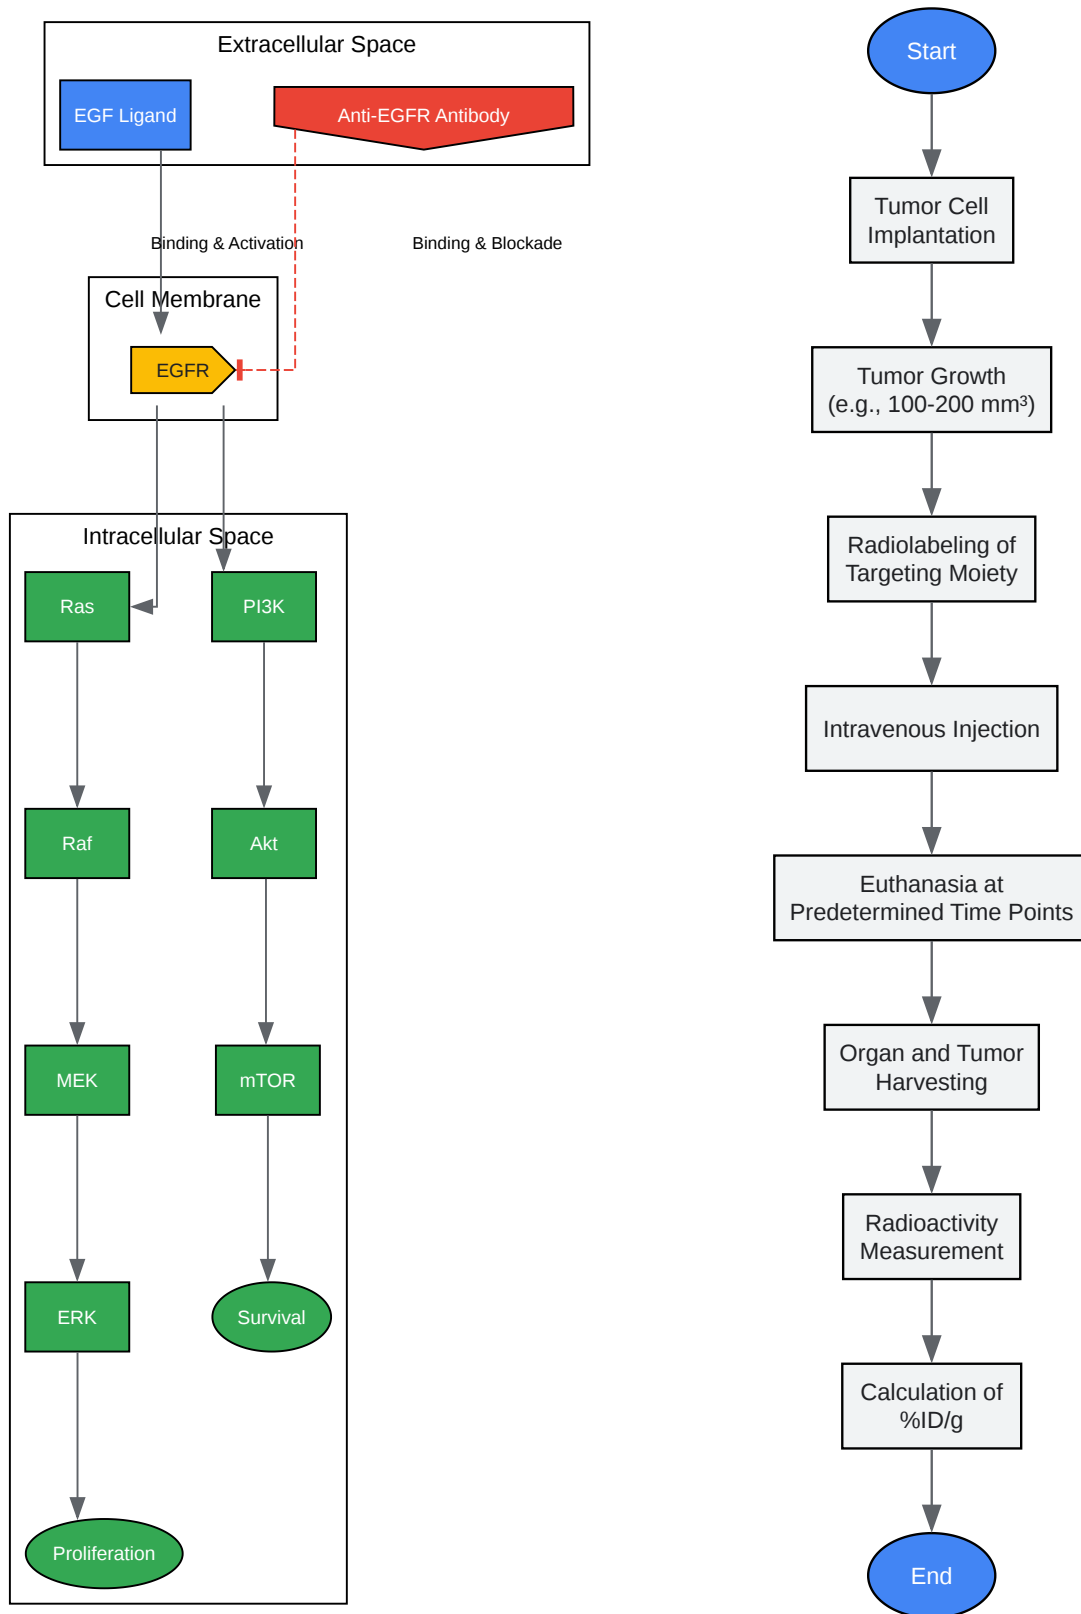 Extracellular Space
EGF Ligand
Anti-EGFR Antibody
Binding & Activation
Binding & Blockade
Cell Membrane
EGFR
Intracellular Space
Ras
PI3K
Raf
Akt
MEK
mTOR
ERK
Survival
Proliferation
Start
Tumor Cell
Implantation
Tumor Growth
(e.g., 100-200 mm³)
Radiolabeling of
Targeting Moiety
Intravenous Injection
Euthanasia at
Predetermined Time Points
Organ and Tumor
Harvesting
Radioactivity
Measurement
Calculation of
%ID/g
End